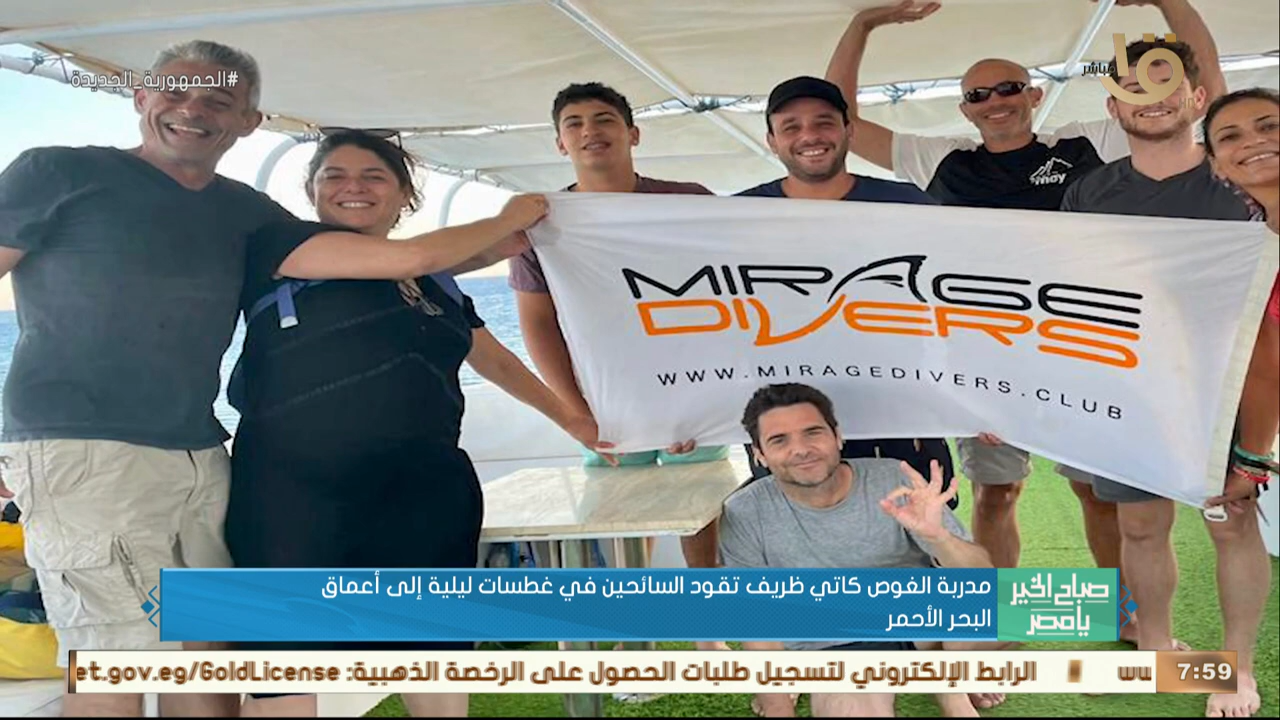 #الجمهورية_الجديدة
مباشر
MIRAGE
DIVERS
WWW.MIRAGEDIVERS.CLUB
مدربة الغوص كاتي ظريف تقود السائحين في غطسات ليلية إلى أعماق
البحر الأحمر
صباح الخير
يا مصر
الرابط الإلكتروني لتسجيل طلبات الحصول على الرخصة الذهبية: et.gov.eg/GoldLicense
7:59